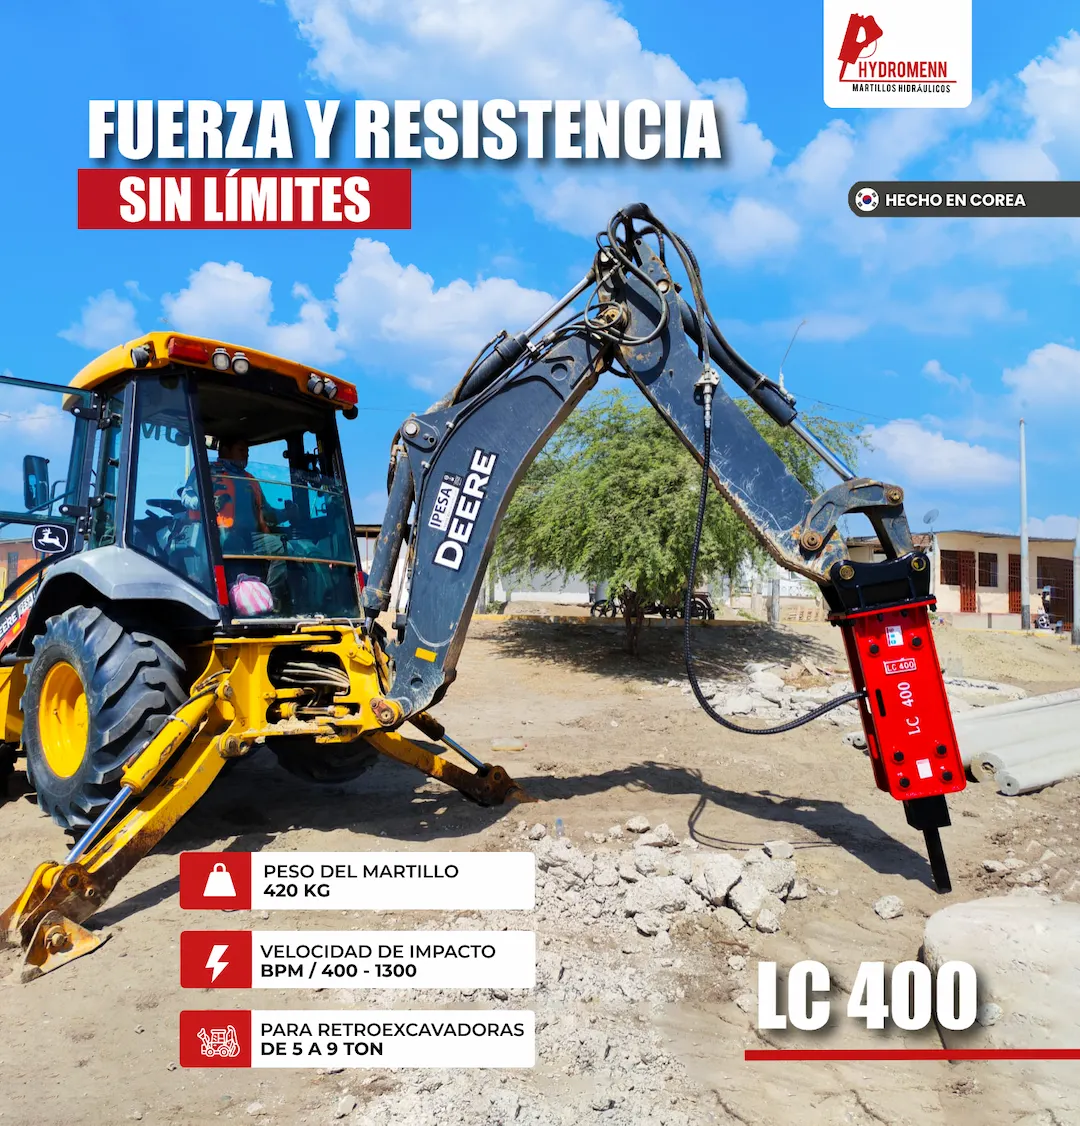 HYDROMENN
MARTILLOS HIDRÁULICOS
FUERZA Y RESISTENCIA
SIN LÍMITES
HECHO EN COREA
IPESA
DEERE
LC 400
LC 400
PESO DEL MARTILLO
420 KG
VELOCIDAD DE IMPACTO
BPM / 400 - 1300
PARA RETROEXCAVADORAS
DE 5 A 9 TON
LC 400